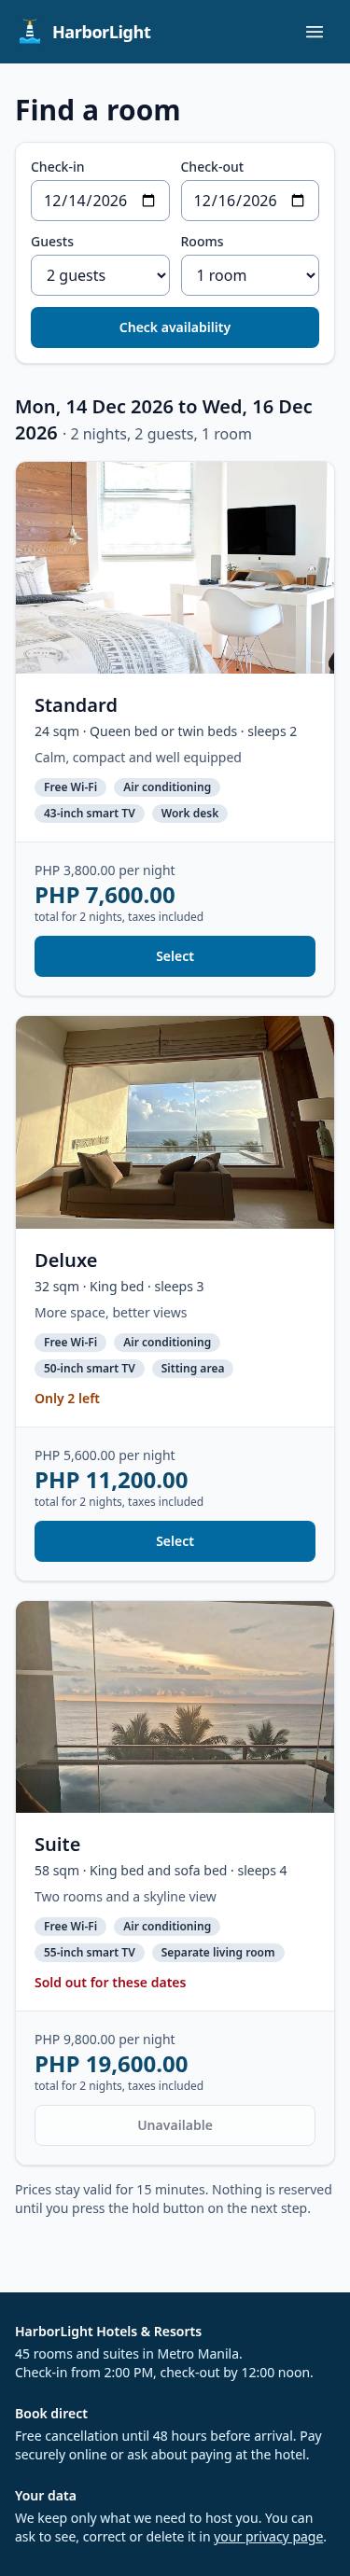 HarborLight
Find a room
Check-in
Check-out
12/14/2026
12/16/2026
Guests
Rooms
2 guests
1 room
Check availability
Mon, 14 Dec 2026 to Wed, 16 Dec
2026 · 2 nights, 2 guests, 1 room
Standard
24 sqm · Queen bed or twin beds · sleeps 2
Calm, compact and well equipped
Free Wi-Fi
Air conditioning
43-inch smart TV
Work desk
PHP 3,800.00 per night
PHP 7,600.00
total for 2 nights, taxes included
Select
Deluxe
32 sqm · King bed · sleeps 3
More space, better views
Free Wi-Fi
Air conditioning
50-inch smart TV
Sitting area
Only 2 left
PHP 5,600.00 per night
PHP 11,200.00
total for 2 nights, taxes included
Select
Suite
58 sqm · King bed and sofa bed · sleeps 4
Two rooms and a skyline view
Free Wi-Fi
Air conditioning
55-inch smart TV
Separate living room
Sold out for these dates
PHP 9,800.00 per night
PHP 19,600.00
total for 2 nights, taxes included
Unavailable
Prices stay valid for 15 minutes. Nothing is reserved
until you press the hold button on the next step.
HarborLight Hotels & Resorts
45 rooms and suites in Metro Manila.
Check-in from 2:00 PM, check-out by 12:00 noon.
Book direct
Free cancellation until 48 hours before arrival. Pay
securely online or ask about paying at the hotel.
Your data
We keep only what we need to host you. You can
ask to see, correct or delete it in your privacy page.